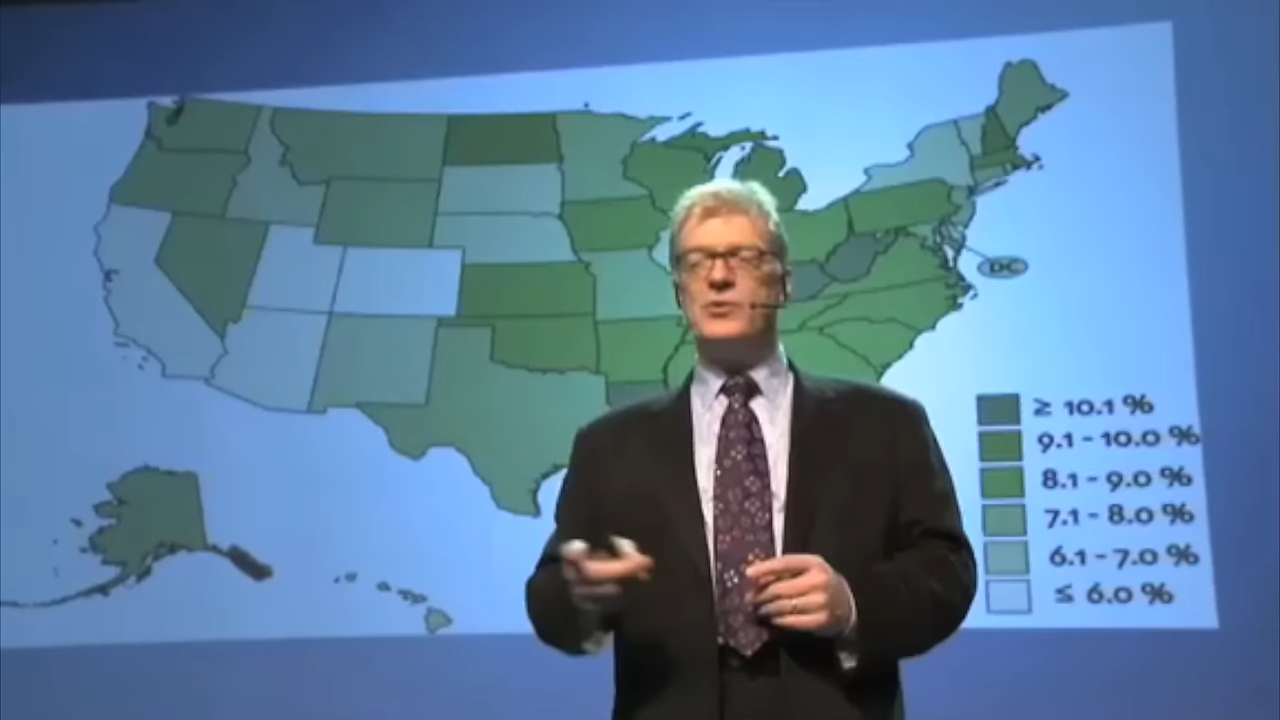 DC
≥ 10.1 %
9.1 - 10.0 %
8.1 - 9.0 %
7.1 - 8.0 %
6.1 - 7.0 %
≤ 6.0 %